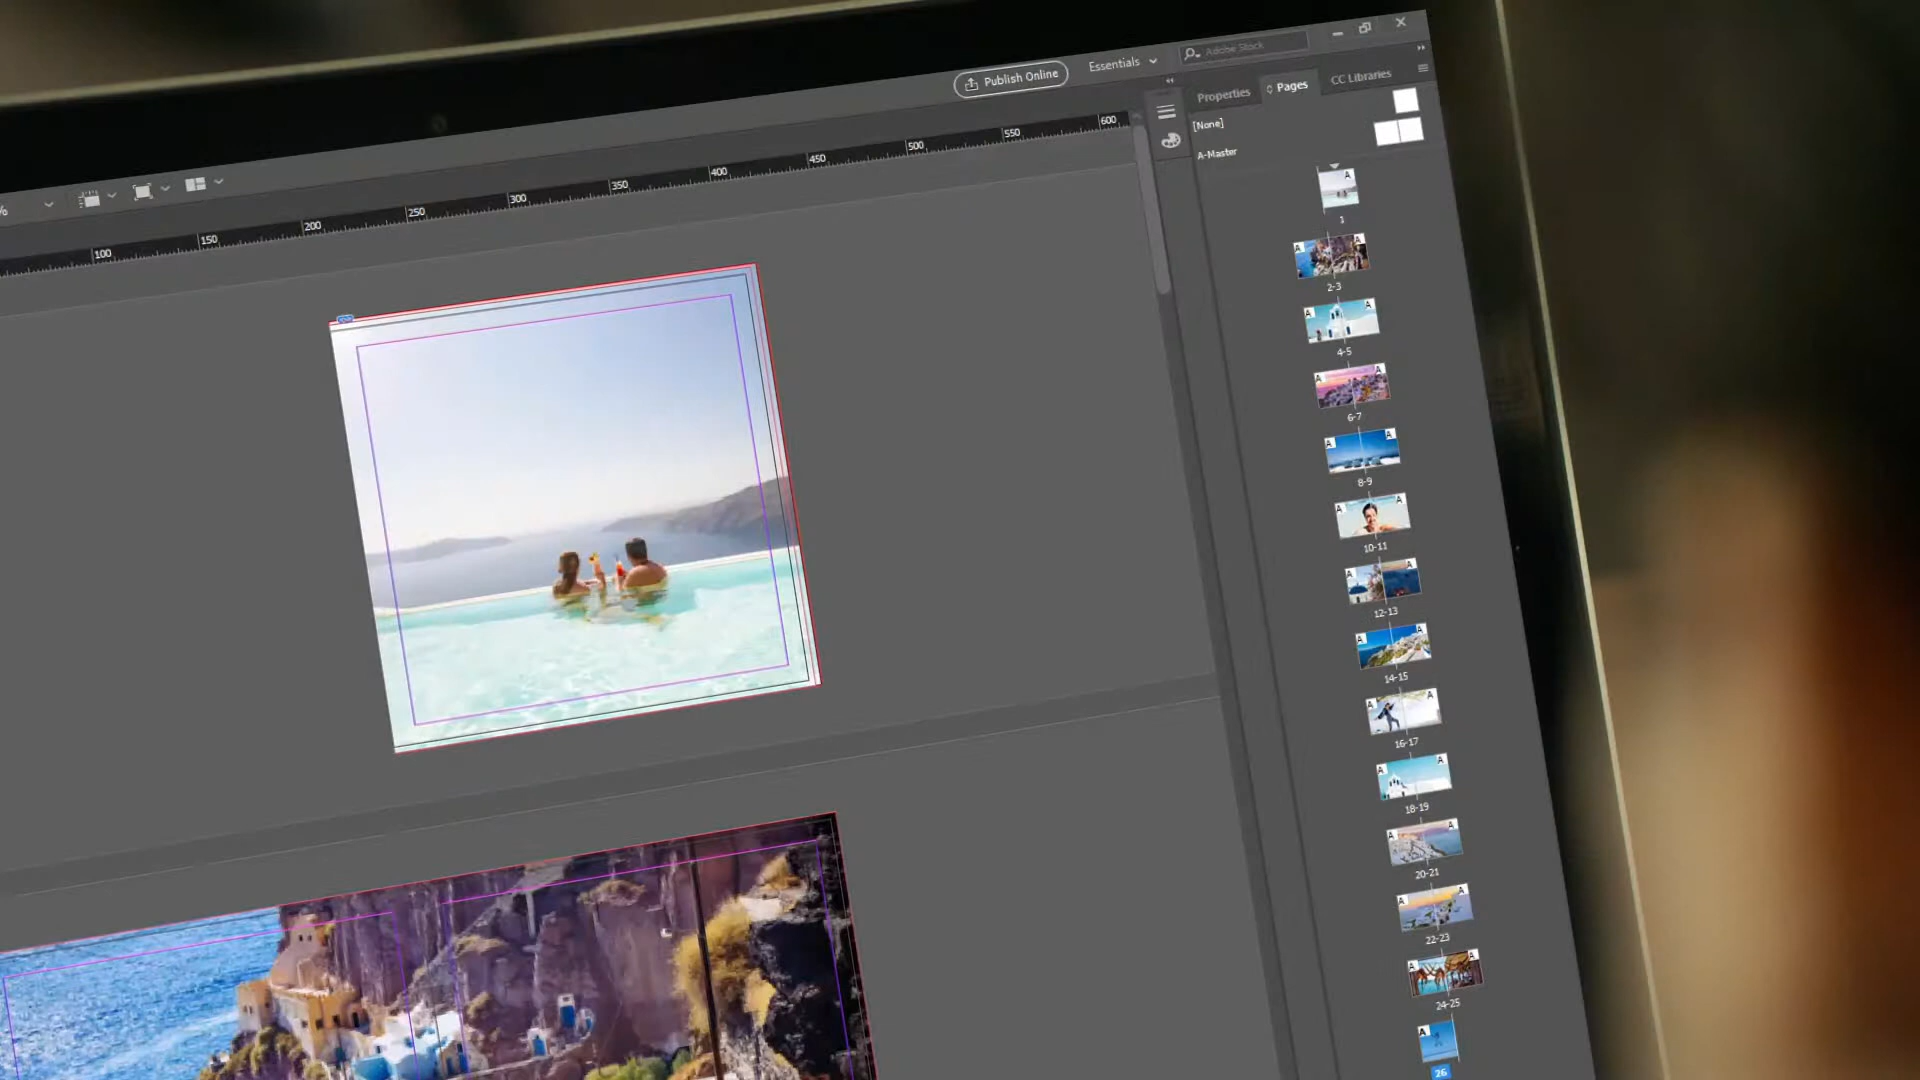 Publish Online
Essentials
Adobe Stock
Properties
Pages
CC Libraries
[None]
A-Master
%
100
150
200
250
300
350
400
450
500
550
600
A
1
A A
2-3
A A
4-5
A A
6-7
A A
8-9
A A
10-11
A A
12-13
A A
14-15
A A
16-17
A A
18-19
A A
20-21
A A
22-23
A A
24-25
A
26